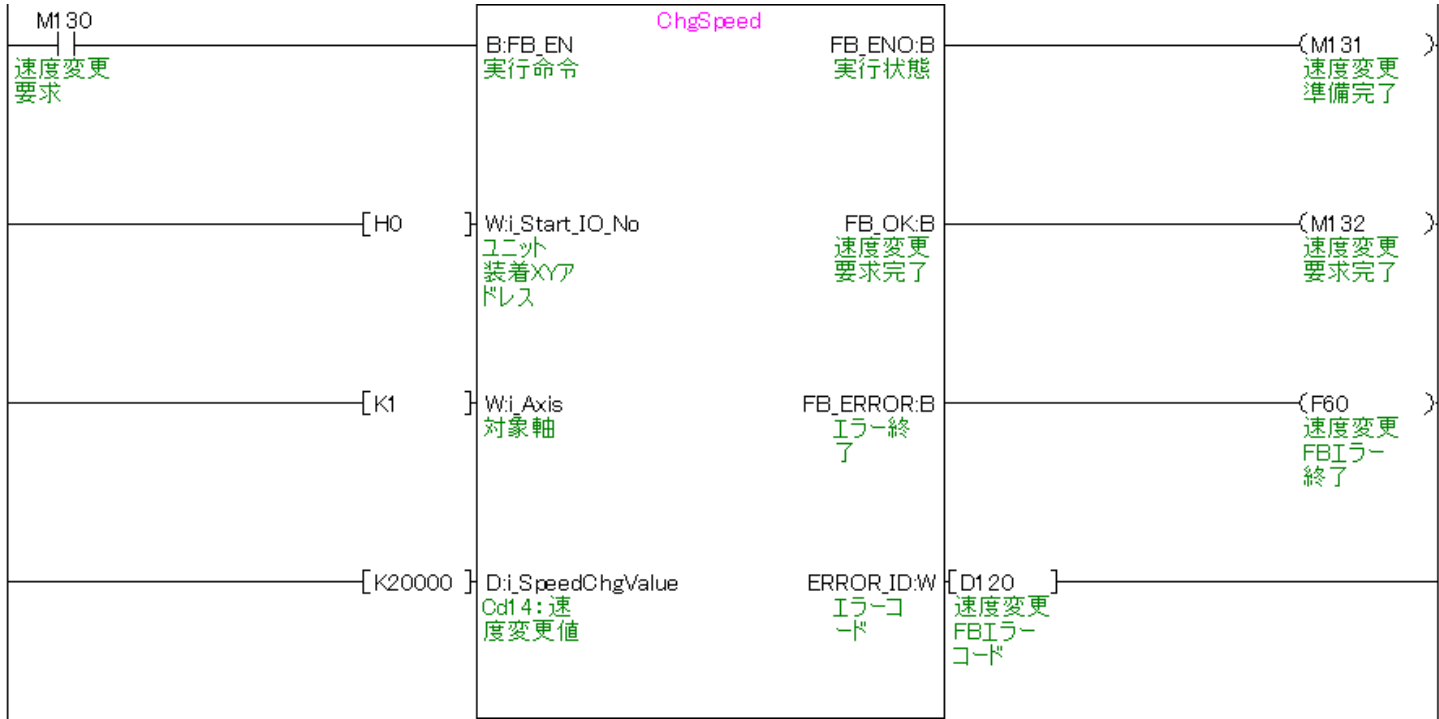 M130
ChgSpeed
B:FB_EN
FB_ENO:B
(M131 )
速度変更
要求
実行命令
実行状態
速度変更
準備完了
[H0 ]
W:i_Start_IO_No
FB_OK:B
(M132 )
ユニット
装着XYア
ドレス
速度変更
要求完了
速度変更
要求完了
[K1 ]
W:i_Axis
FB_ERROR:B
(F60 )
対象軸
エラー終
了
速度変更
FBエラー
終了
[K20000 ]
D:i_SpeedChgValue
ERROR_ID:W
[D120 ]
Cd14:速
度変更値
エラーコ
ード
速度変更
FBエラー
コード